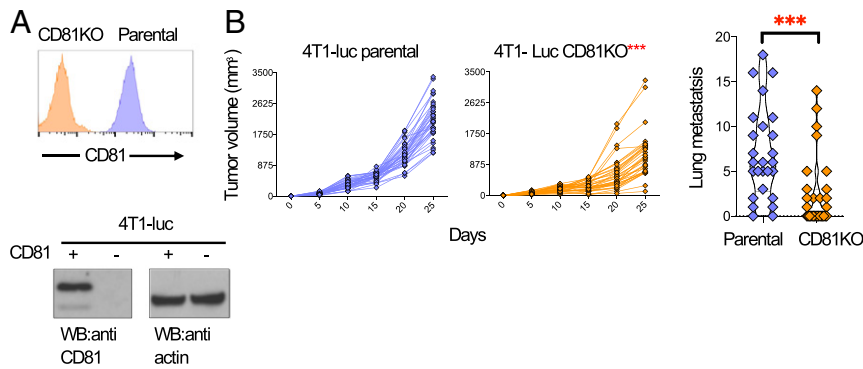 A
CD81KO Parental
CD81
4T1-luc
CD81 + - + -
WB:anti CD81
WB:anti actin
B
4T1-luc parental
Tumor volume (mm³)
3500
2625
1750
875
0
0 5 10 15 20 25
4T1- Luc CD81KO***
3500
2625
1750
875
0
0 5 10 15 20 25
Days
***
Lung metastatsis
20
15
10
5
0
Parental CD81KO